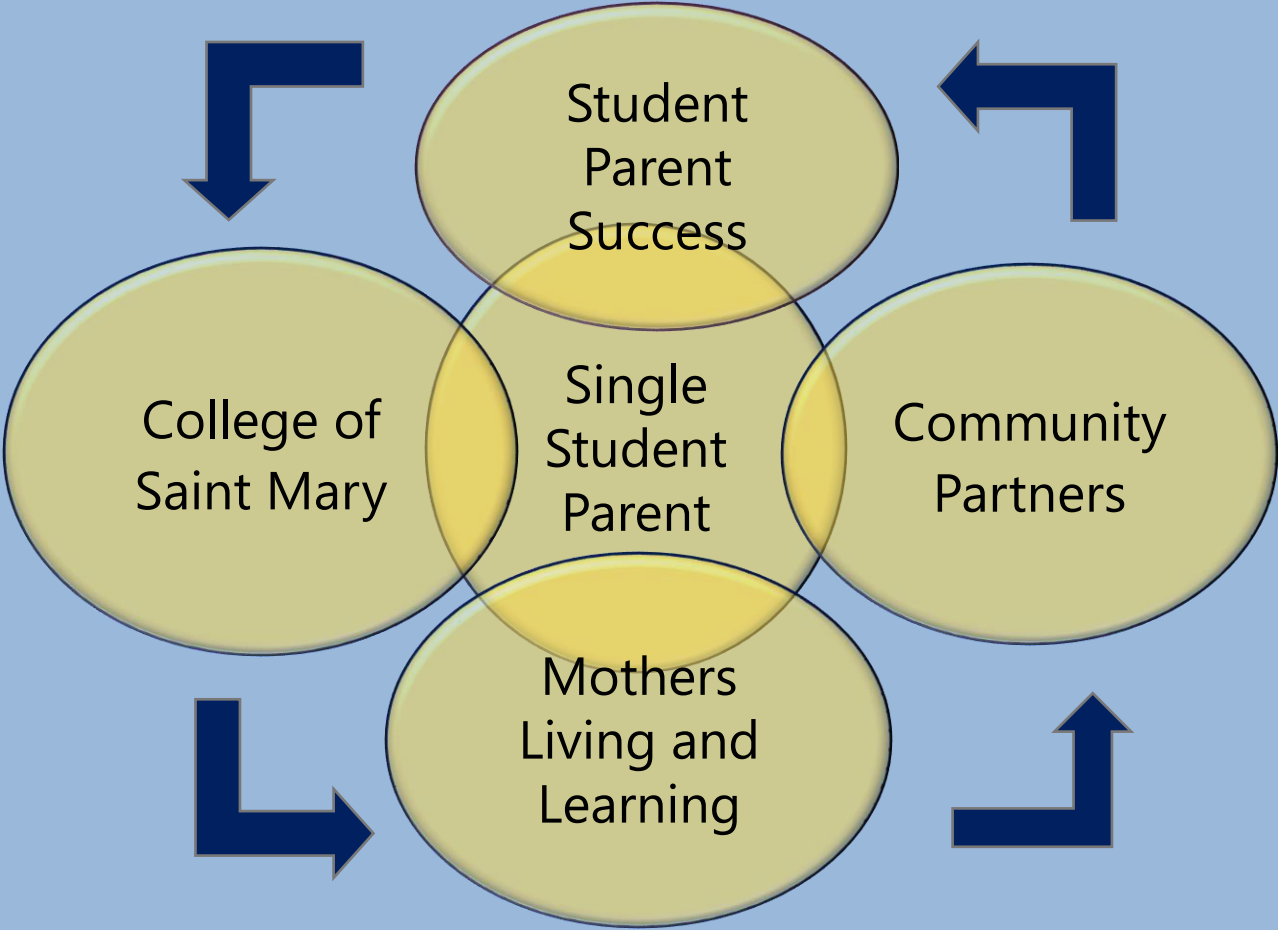 Student
Parent
Success
College of
Saint Mary
Single
Student
Parent
Community
Partners
Mothers
Living and
Learning